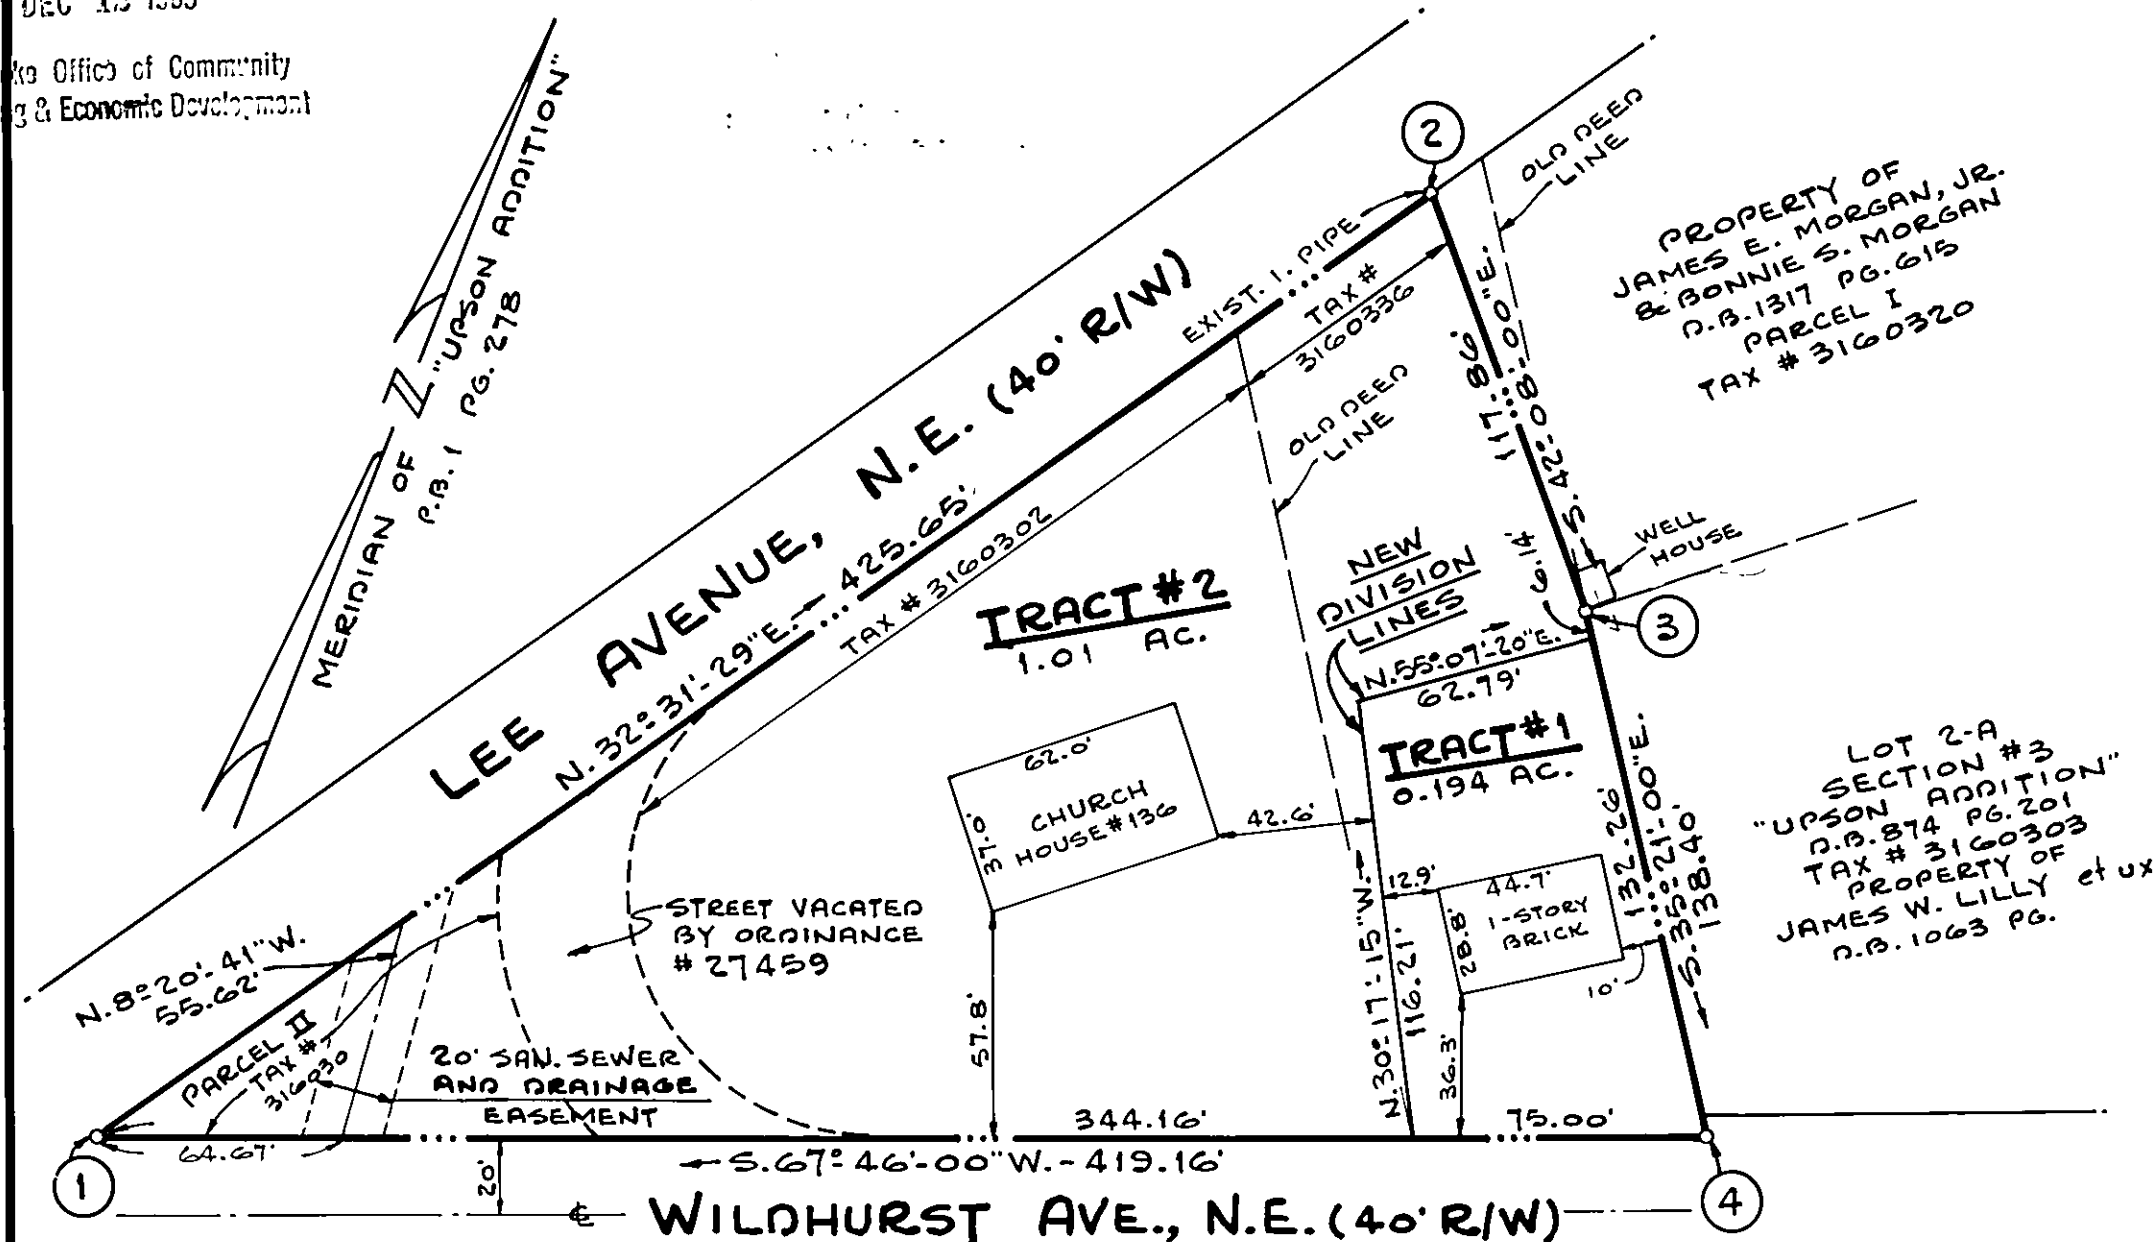 DEC 1985
Office of Community
& Economic Development
MERIDIAN OF "UPSON ADDITION"
P.B. 1 PG. 278
LEE AVENUE, N.E. (40' R/W)
N.32°-31'-29"E. 425.65'
TAX # 3160302
EXIST. I. PIPE
TAX #
3160336
2
OLD DEED
LINE
PROPERTY OF
JAMES E. MORGAN, JR.
& BONNIE S. MORGAN
D.B. 1317 PG. 615
PARCEL I
TAX # 3160320
S.42°-08'-00"E.
117.86'
OLD DEED
LINE
WELL
HOUSE
6.14'
3
NEW
DIVISION
LINES
N.55°-07'-20"E.
62.79'
TRACT #2
1.01 AC.
TRACT #1
0.194 AC.
62.0'
37.0'
CHURCH
HOUSE #136
42.6'
12.9'
44.7'
28.8'
1-STORY
BRICK
10'
132.26'
S.35°-21'-00"E.
138.40'
LOT 2-A
SECTION #3
"UPSON ADDITION"
D.B. 874 PG. 201
TAX # 3160303
PROPERTY OF
JAMES W. LILLY et ux
D.B. 1063 PG.
STREET VACATED
BY ORDINANCE
# 27459
N.8°-20'-41"W.
55.62'
PARCEL II
TAX #
316030
20' SAN. SEWER
AND DRAINAGE
EASEMENT
57.8'
N.30°-17'-15"W.
116.21'
36.3'
64.67'
344.16'
75.00'
1
20'
S.67°-46'-00"W. - 419.16'
4
℄ WILDHURST AVE., N.E. (40' R/W)